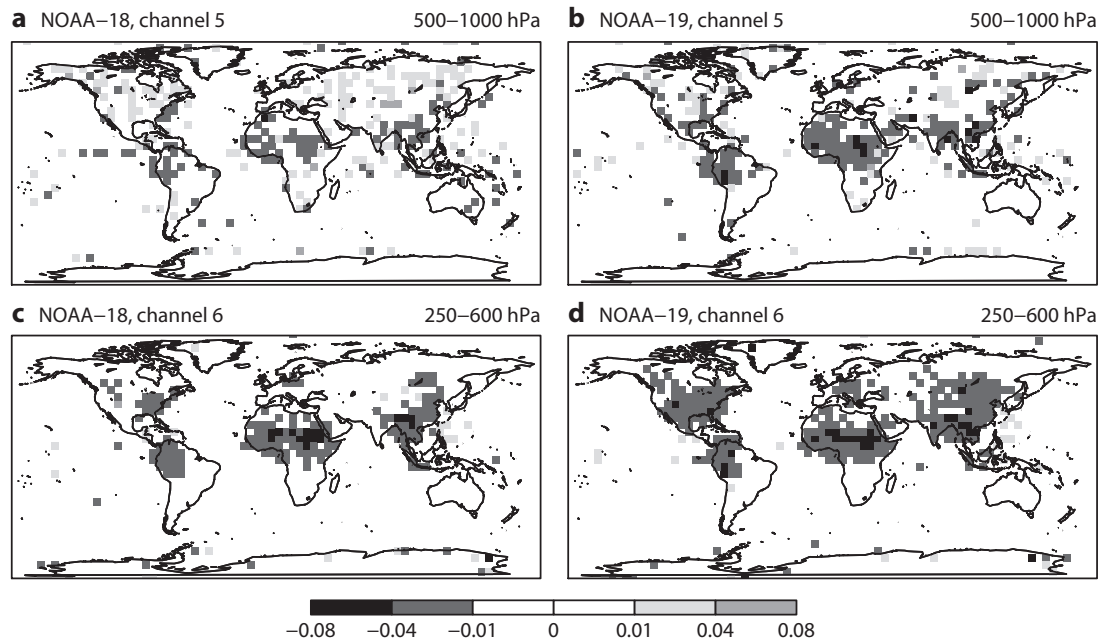 a NOAA−18, channel 5 500−1000 hPa
b NOAA−19, channel 5 500−1000 hPa
c NOAA−18, channel 6 250−600 hPa
d NOAA−19, channel 6 250−600 hPa
−0.08 −0.04 −0.01 0 0.01 0.04 0.08